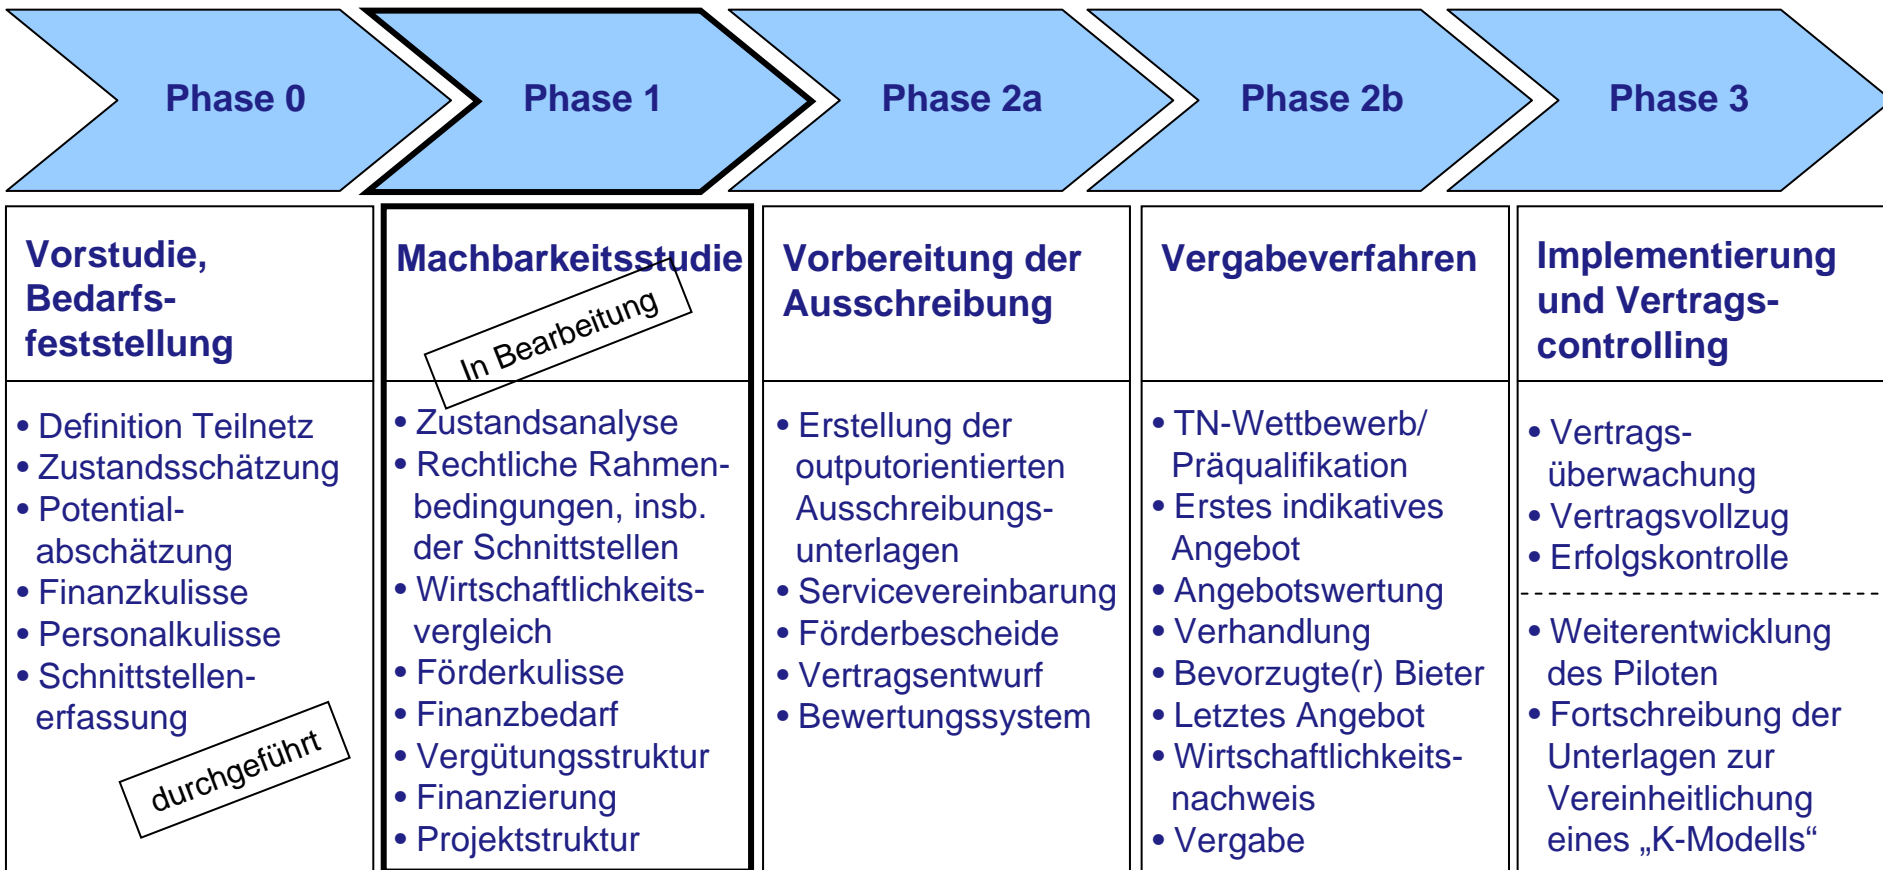 Phase 0
Phase 1
Phase 2a
Phase 2b
Phase 3
Vorstudie,
Bedarfs-
feststellung
• Definition Teilnetz
• Zustandsschätzung
• Potential-
abschätzung
• Finanzkulisse
• Personalkulisse
• Schnittstellen-
erfassung
durchgeführt
Machbarkeitsstudie
In Bearbeitung
• Zustandsanalyse
• Rechtliche Rahmen-
bedingungen, insb.
der Schnittstellen
• Wirtschaftlichkeits-
vergleich
• Förderkulisse
• Finanzbedarf
• Vergütungsstruktur
• Finanzierung
• Projektstruktur
Vorbereitung der
Ausschreibung
• Erstellung der
outputorientierten
Ausschreibungs-
unterlagen
• Servicevereinbarung
• Förderbescheide
• Vertragsentwurf
• Bewertungssystem
Vergabeverfahren
• TN-Wettbewerb/
Präqualifikation
• Erstes indikatives
Angebot
• Angebotswertung
• Verhandlung
• Bevorzugte(r) Bieter
• Letztes Angebot
• Wirtschaftlichkeits-
nachweis
• Vergabe
Implementierung
und Vertrags-
controlling
• Vertrags-
überwachung
• Vertragsvollzug
• Erfolgskontrolle
• Weiterentwicklung
des Piloten
• Fortschreibung der
Unterlagen zur
Vereinheitlichung
eines „K-Modells“